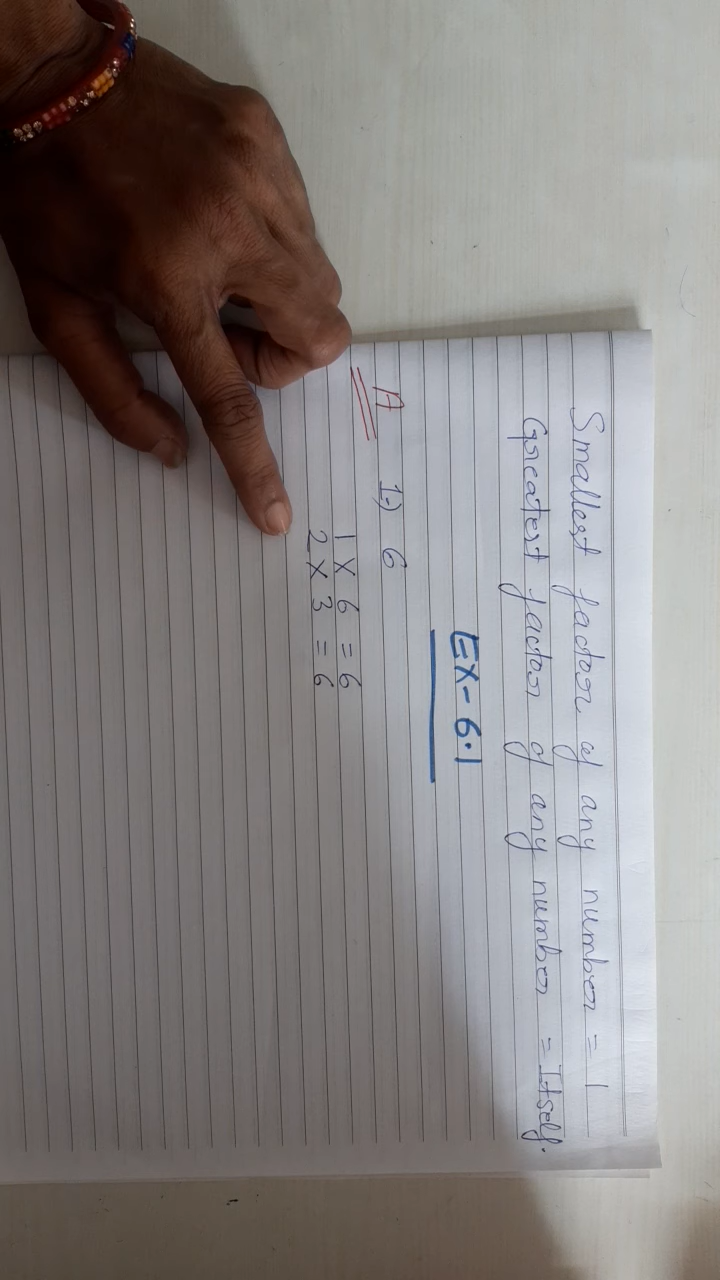 Smallest factor of any number = 1
Greatest factor of any number = Itself.
Ex - 6.1
A 1) 6
1 x 6 = 6
2 x 3 = 6